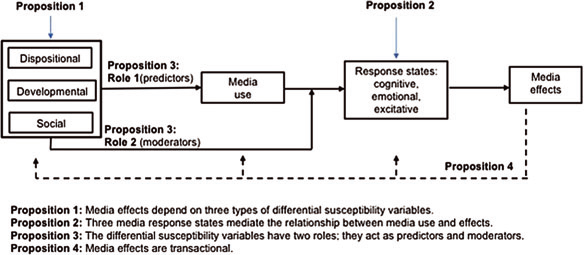 Proposition 1
Proposition 2
Dispositional
Developmental
Social
Proposition 3:
Role 1(predictors)
Media
use
Response states:
cognitive,
emotional,
excitative
Media
effects
Proposition 3:
Role 2 (moderators)
Proposition 4
Proposition 1: Media effects depend on three types of differential susceptibility variables.
Proposition 2: Three media response states mediate the relationship between media use and effects.
Proposition 3: The differential susceptibility variables have two roles; they act as predictors and moderators.
Proposition 4: Media effects are transactional.